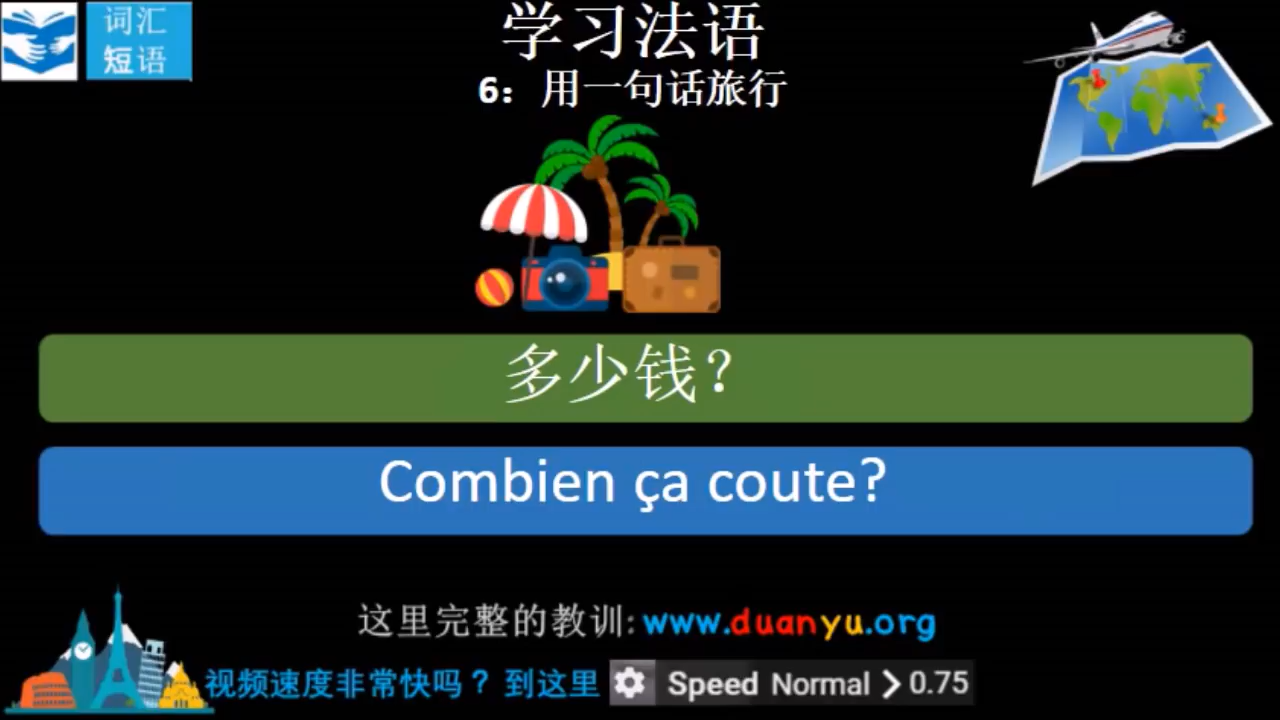 词汇
短语
学习法语
6：用一句话旅行
多少钱？
Combien ça coute?
这里完整的教训: www.duanyu.org
视频速度非常快吗？ 到这里 Speed Normal > 0.75